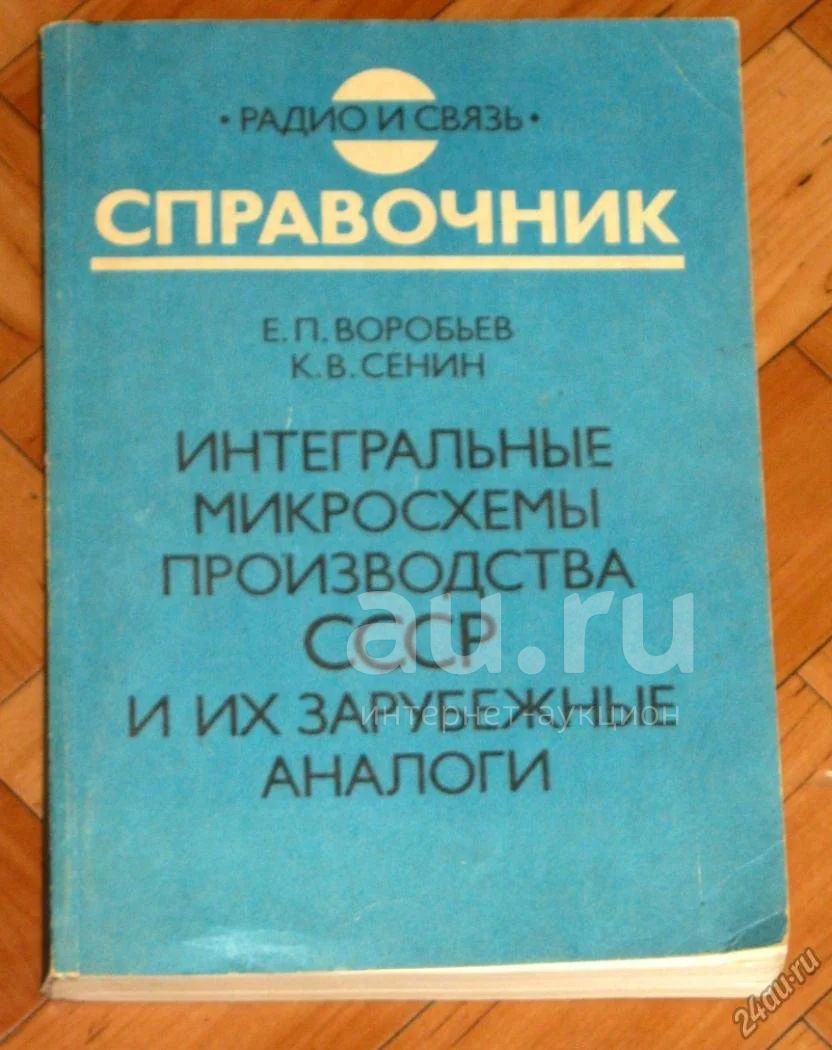 • РАДИО И СВЯЗЬ •
СПРАВОЧНИК
Е. П. ВОРОБЬЕВ
К. В. СЕНИН
ИНТЕГРАЛЬНЫЕ
МИКРОСХЕМЫ
ПРОИЗВОДСТВА
СССР
au.ru
И ИХ ЗАРУБЕЖНЫЕ
интернет-аукцион
АНАЛОГИ
24au.ru